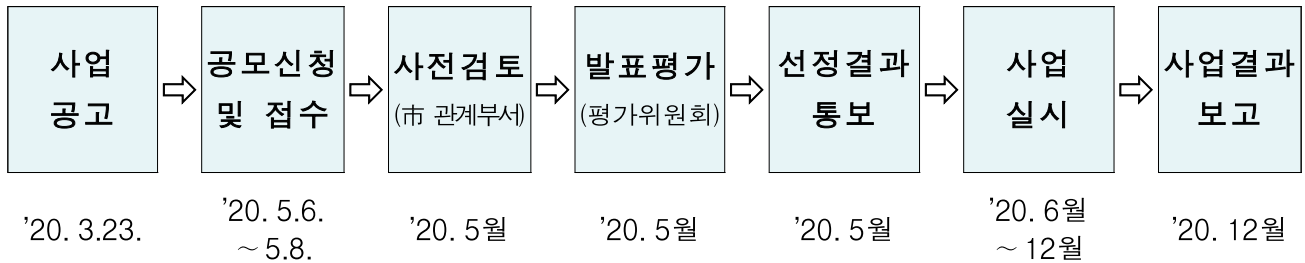 사업
공고
공모신청
및 접수
사전검토
(市 관계부서)
발표평가
(평가위원회)
선정결과
통보
사업
실시
사업결과
보고
’20. 3.23.
’20. 5.6.
~ 5.8.
’20. 5월
’20. 5월
’20. 5월
’20. 6월
~ 12월
’20. 12월